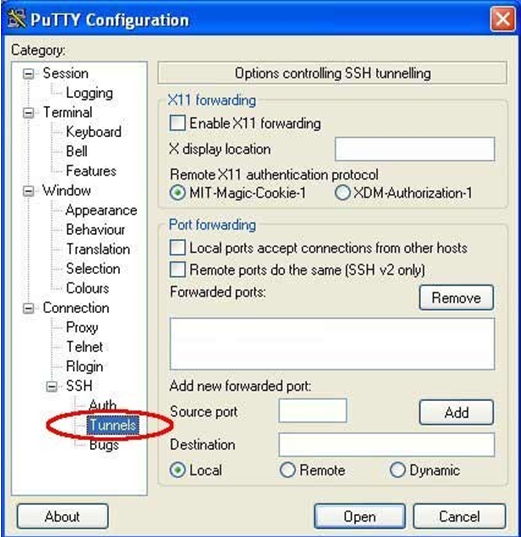 PuTTY Configuration
Category:
Session
Logging
Terminal
Keyboard
Bell
Features
Window
Appearance
Behaviour
Translation
Selection
Colours
Connection
Proxy
Telnet
Rlogin
SSH
Auth
Tunnels
Bugs
Options controlling SSH tunnelling
X11 forwarding
Enable X11 forwarding
X display location
Remote X11 authentication protocol
MIT-Magic-Cookie-1 XDM-Authorization-1
Port forwarding
Local ports accept connections from other hosts
Remote ports do the same (SSH v2 only)
Forwarded ports: Remove
Add new forwarded port:
Source port Add
Destination
Local Remote Dynamic
About Open Cancel